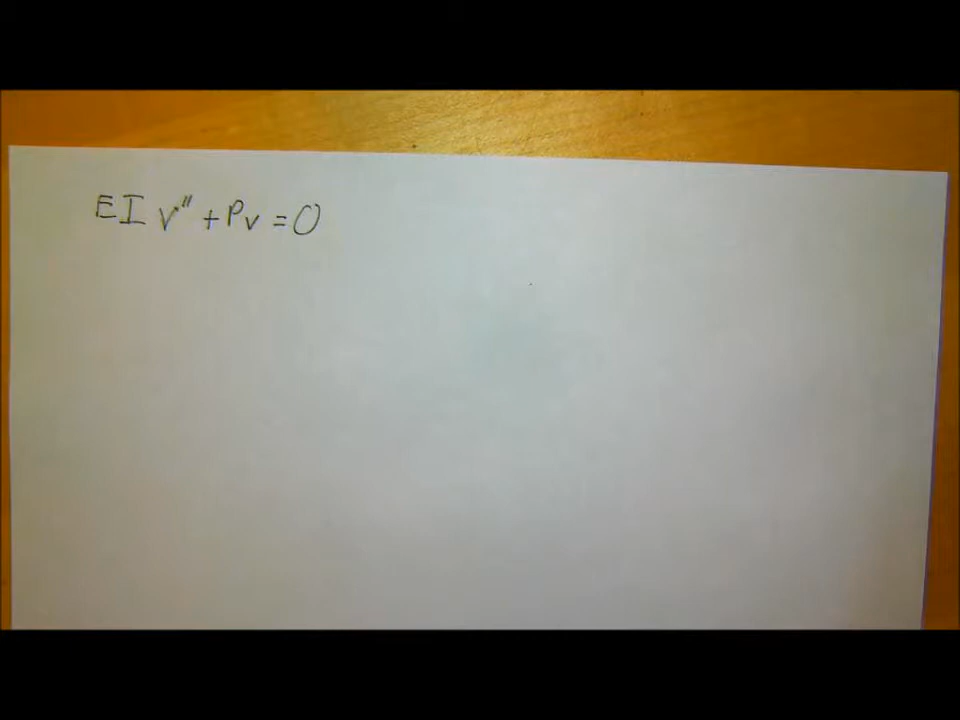 EI v" + Pv = 0